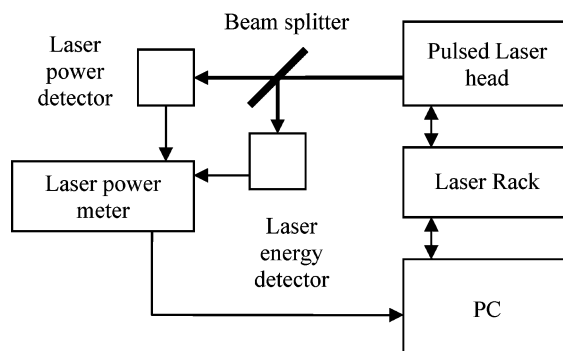 Beam splitter
Laser
power
detector
Pulsed Laser
head
Laser power
meter
Laser Rack
Laser
energy
detector
PC